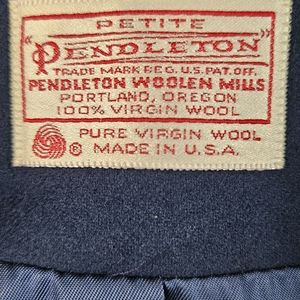 PETITE
"PENDLETON"
TRADE MARK REG. U.S. PAT. OFF.
PENDLETON WOOLEN MILLS
PORTLAND, OREGON
100% VIRGIN WOOL
® PURE VIRGIN WOOL
MADE IN U.S.A.